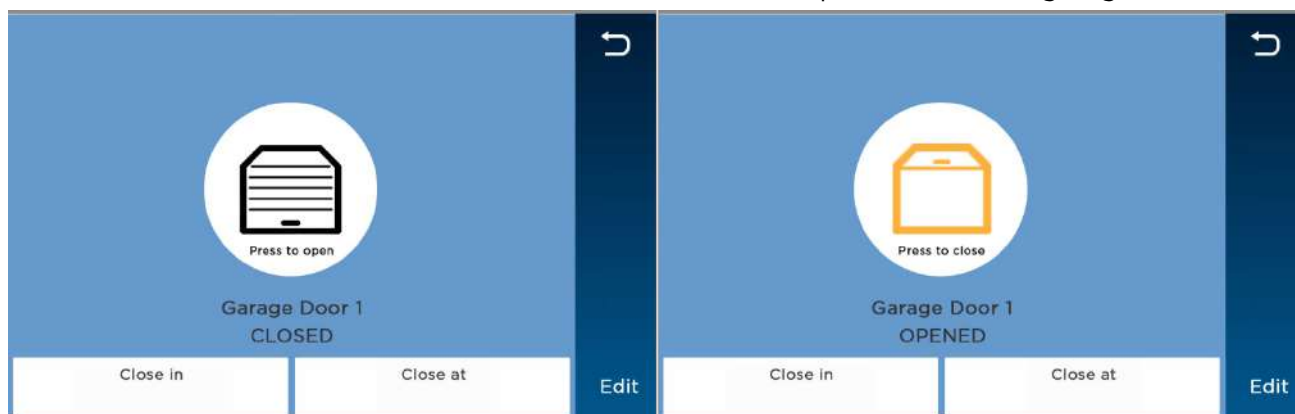 Press to open
Garage Door 1
CLOSED
Close in
Close at
Edit
Press to close
Garage Door 1
OPENED
Close in
Close at
Edit